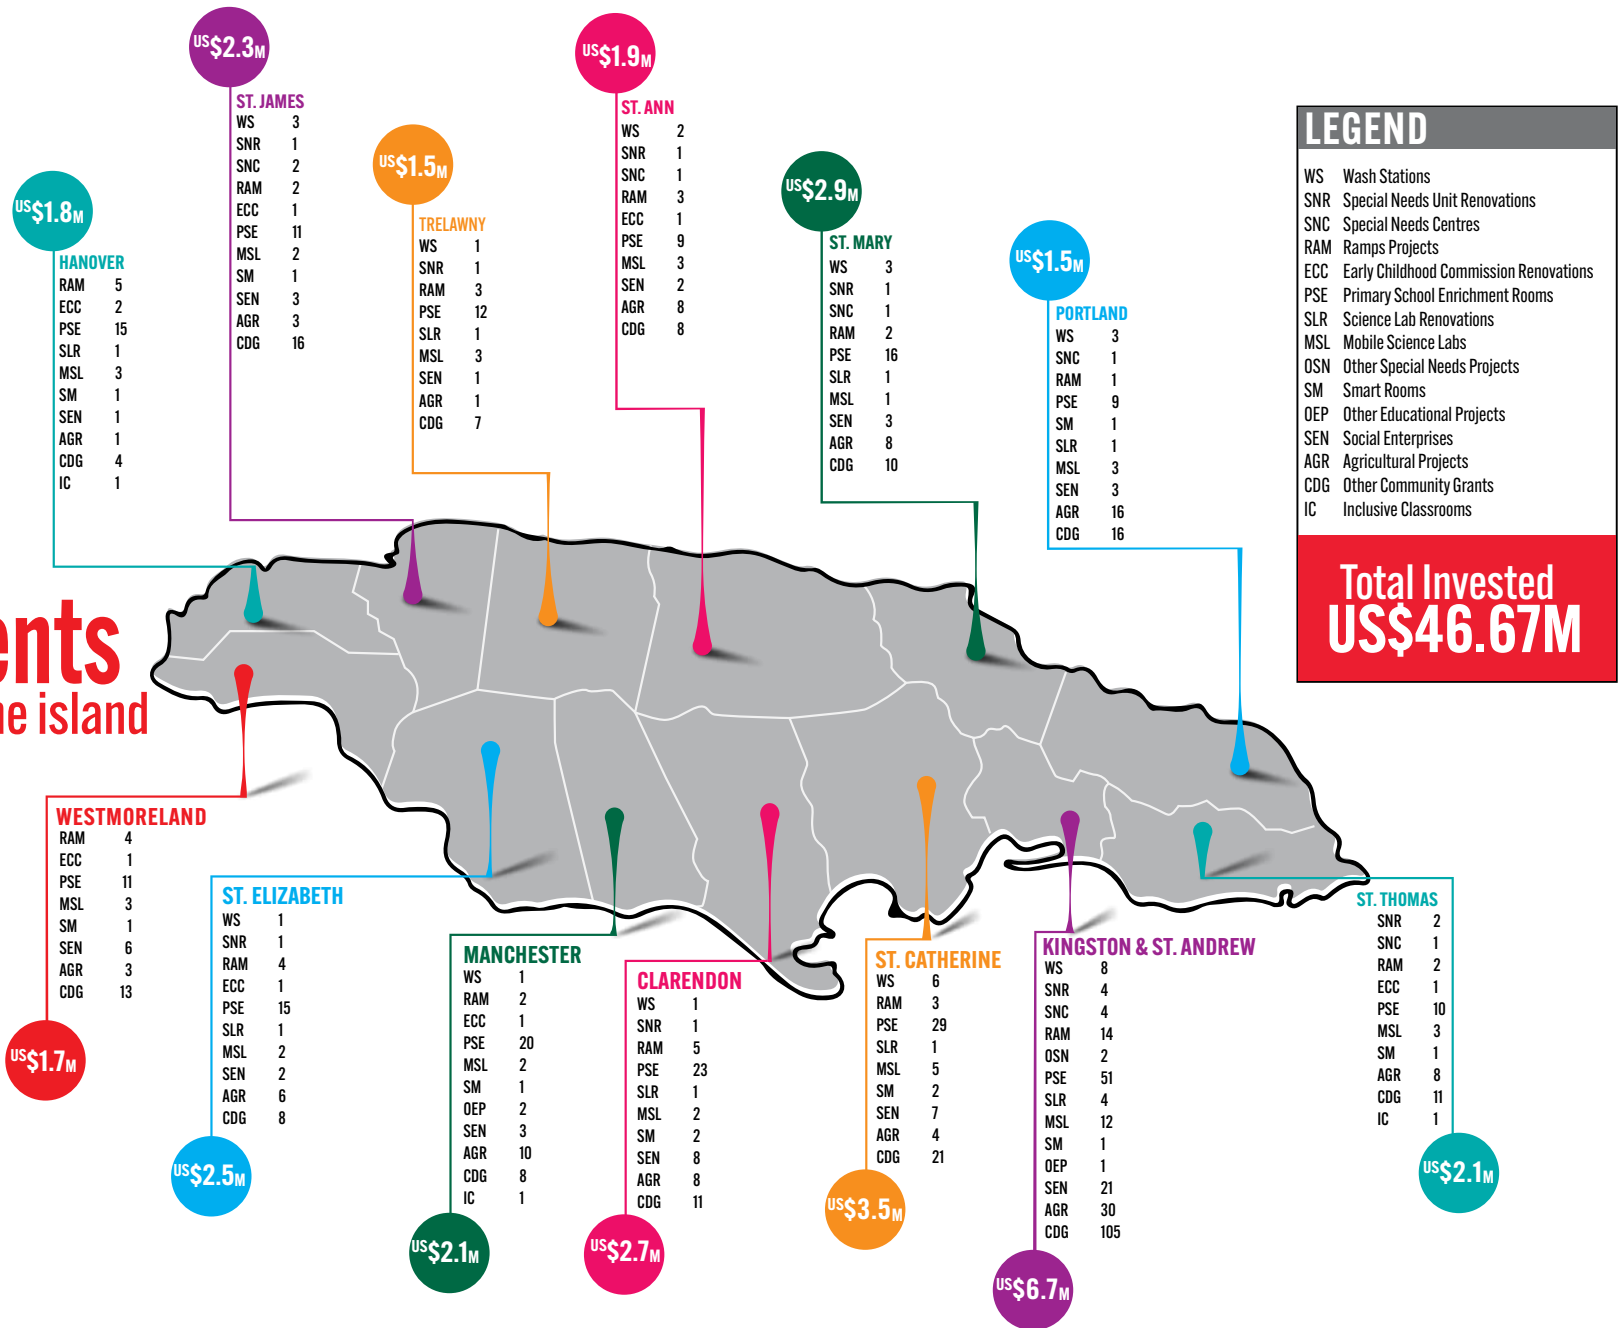 US$2.3M
ST. JAMES
WS 3
SNR 1
SNC 2
RAM 2
ECC 1
PSE 11
MSL 2
SM 1
SEN 3
AGR 3
CDG 16
US$1.9M
ST. ANN
WS 2
SNR 1
SNC 1
RAM 3
ECC 1
PSE 9
MSL 3
SEN 2
AGR 8
CDG 8
US$1.8M
HANOVER
RAM 5
ECC 2
PSE 15
SLR 1
MSL 3
SM 1
SEN 1
AGR 1
CDG 4
IC 1
US$1.5M
TRELAWNY
WS 1
SNR 1
RAM 3
PSE 12
SLR 1
MSL 3
SEN 1
AGR 1
CDG 7
US$2.9M
ST. MARY
WS 3
SNR 1
SNC 1
RAM 2
PSE 16
SLR 1
MSL 1
SEN 3
AGR 8
CDG 10
US$1.5M
PORTLAND
WS 3
SNC 1
RAM 1
PSE 9
SM 1
SLR 1
MSL 3
SEN 3
AGR 16
CDG 16
LEGEND
WS Wash Stations
SNR Special Needs Unit Renovations
SNC Special Needs Centres
RAM Ramps Projects
ECC Early Childhood Commission Renovations
PSE Primary School Enrichment Rooms
SLR Science Lab Renovations
MSL Mobile Science Labs
OSN Other Special Needs Projects
SM Smart Rooms
OEP Other Educational Projects
SEN Social Enterprises
AGR Agricultural Projects
CDG Other Community Grants
IC Inclusive Classrooms
Total Invested
US$46.67M
ents
ne island
WESTMORELAND
RAM 4
ECC 1
PSE 11
MSL 3
SM 1
SEN 6
AGR 3
CDG 13
US$1.7M
ST. ELIZABETH
WS 1
SNR 1
RAM 4
ECC 1
PSE 15
SLR 1
MSL 2
SEN 2
AGR 6
CDG 8
US$2.5M
MANCHESTER
WS 1
RAM 2
ECC 1
PSE 20
MSL 2
SM 1
OEP 2
SEN 3
AGR 10
CDG 8
IC 1
US$2.1M
CLARENDON
WS 1
SNR 1
RAM 5
PSE 23
SLR 1
MSL 2
SM 2
SEN 8
AGR 8
CDG 11
US$2.7M
ST. CATHERINE
WS 6
RAM 3
PSE 29
SLR 1
MSL 5
SM 2
SEN 7
AGR 4
CDG 21
US$3.5M
KINGSTON & ST. ANDREW
WS 8
SNR 4
SNC 4
RAM 14
OSN 2
PSE 51
SLR 4
MSL 12
SM 1
OEP 1
SEN 21
AGR 30
CDG 105
US$6.7M
ST. THOMAS
SNR 2
SNC 1
RAM 2
ECC 1
PSE 10
MSL 3
SM 1
AGR 8
CDG 11
IC 1
US$2.1M